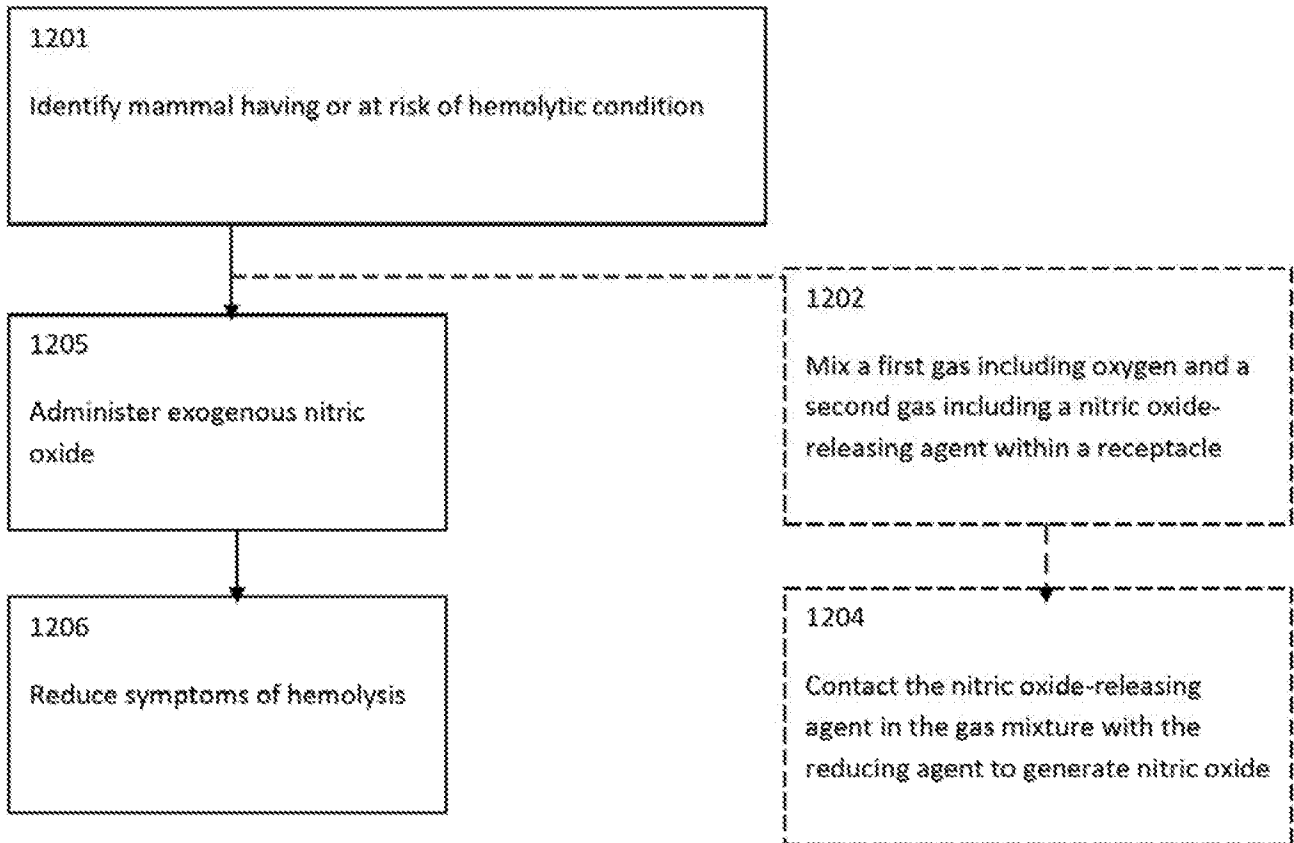 1201
Identify mammal having or at risk of hemolytic condition
1202
Mix a first gas including oxygen and a
second gas including a nitric oxide-
releasing agent within a receptacle
1205
Administer exogenous nitric
oxide
1204
Contact the nitric oxide-releasing
agent in the gas mixture with the
reducing agent to generate nitric oxide
1206
Reduce symptoms of hemolysis